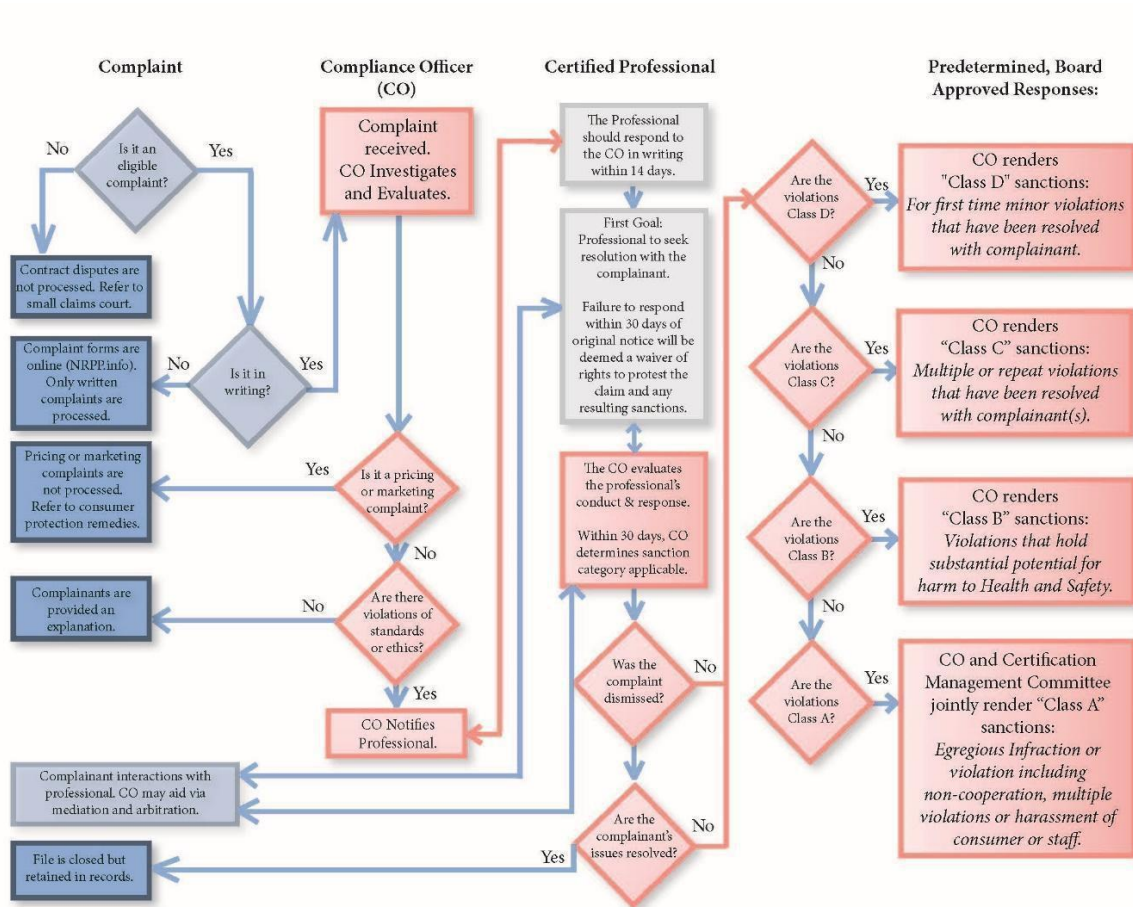 Complaint
No
Is it an
eligible
complaint?
Yes
Contract disputes are
not processed. Refer to
small claims court.
Complaint forms are
online (NRPP.info).
Only written
complaints are
processed.
No
Is it in
writing?
Yes
Pricing or marketing
complaints are
not processed.
Refer to consumer
protection remedies.
Complainants are
provided an
explanation.
Complainant interactions with
professional. CO may aid via
mediation and arbitration.
File is closed but
retained in records.
Compliance Officer
(CO)
Complaint
received.
CO Investigates
and Evaluates.
Yes
Is it a pricing
or marketing
complaint?
No
No
Are there
violations of
standards
or ethics?
Yes
CO Notifies
Professional.
Certified Professional
The Professional
should respond to
the CO in writing
within 14 days.
First Goal:
Professional to seek
resolution with the
complainant.
Failure to respond
within 30 days of
original notice will be
deemed a waiver of
rights to protest the
claim and any
resulting sanctions.
The CO evaluates
the professional's
conduct & response.
Within 30 days, CO
determines sanction
category applicable.
Was the
complaint
dismissed?
No
Are the
complainant's
issues resolved?
No
Yes
Predetermined, Board
Approved Responses:
Are the
violations
Class D?
Yes
CO renders
"Class D" sanctions:
For first time minor violations
that have been resolved
with complainant.
No
Are the
violations
Class C?
Yes
CO renders
“Class C” sanctions:
Multiple or repeat violations
that have been resolved
with complainant(s).
No
Are the
violations
Class B?
Yes
CO renders
“Class B” sanctions:
Violations that hold
substantial potential for
harm to Health and Safety.
No
Are the
violations
Class A?
Yes
CO and Certification
Management Committee
jointly render “Class A”
sanctions:
Egregious Infraction or
violation including
non-cooperation, multiple
violations or harassment of
consumer or staff.